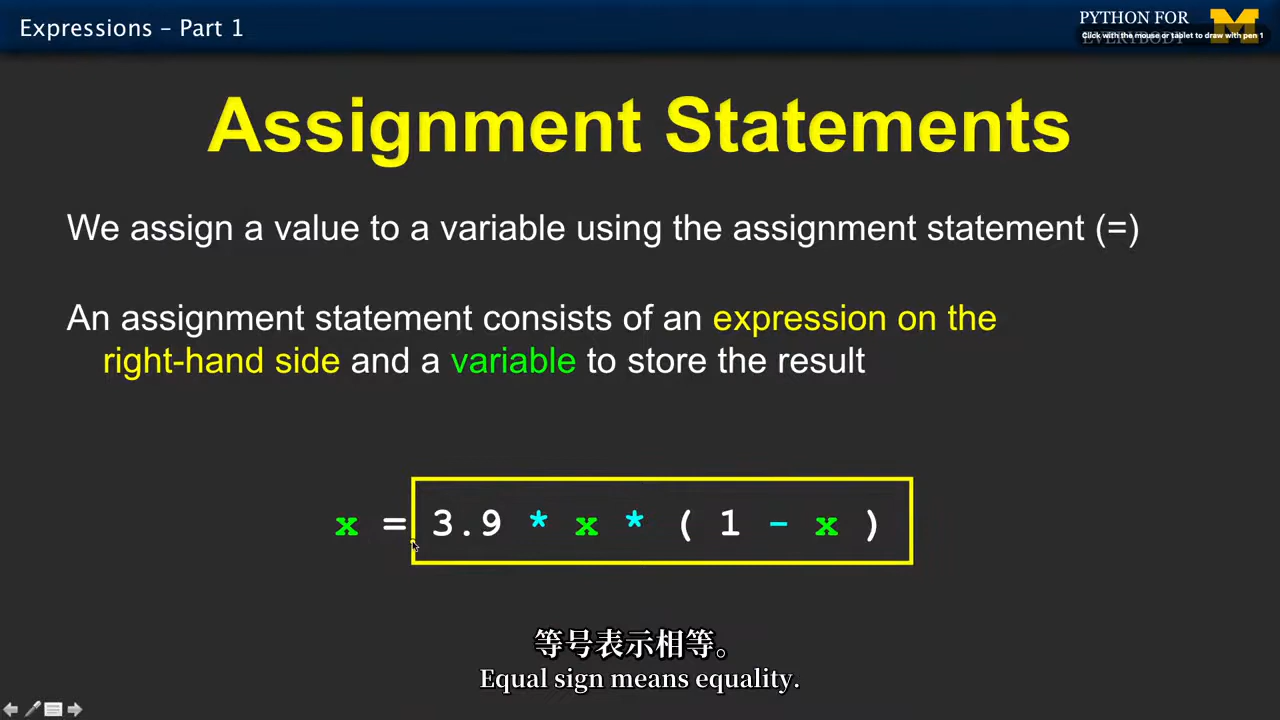 Expressions – Part 1
PYTHON FOR
EVERYBODY
Click with the mouse or tablet to draw with pen 1
Assignment Statements
We assign a value to a variable using the assignment statement (=)
An assignment statement consists of an expression on the
right-hand side and a variable to store the result
x = 3.9 * x * ( 1 - x )
等号表示相等。
Equal sign means equality.